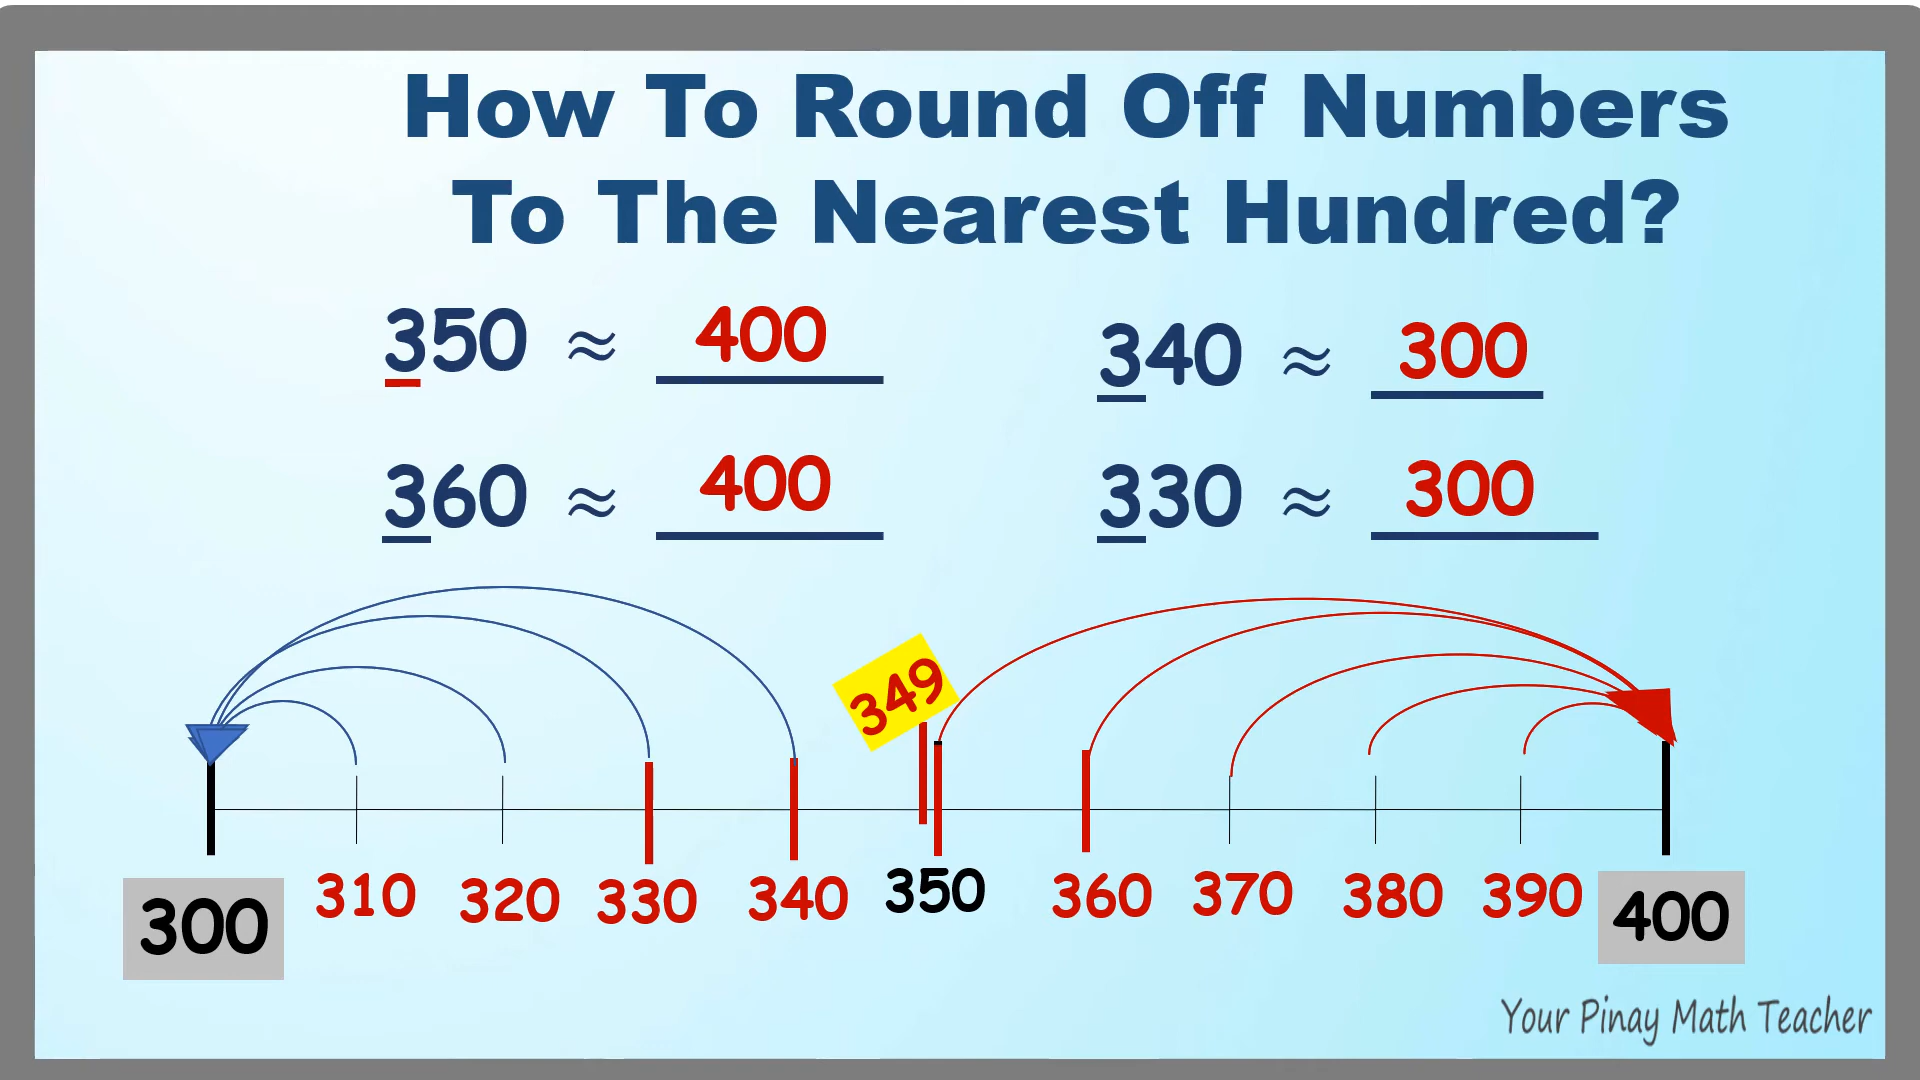 How To Round Off Numbers
To The Nearest Hundred?
350 ≈ 400
340 ≈ 300
360 ≈ 400
330 ≈ 300
349
300 310 320 330 340 350 360 370 380 390 400
Your Pinay Math Teacher